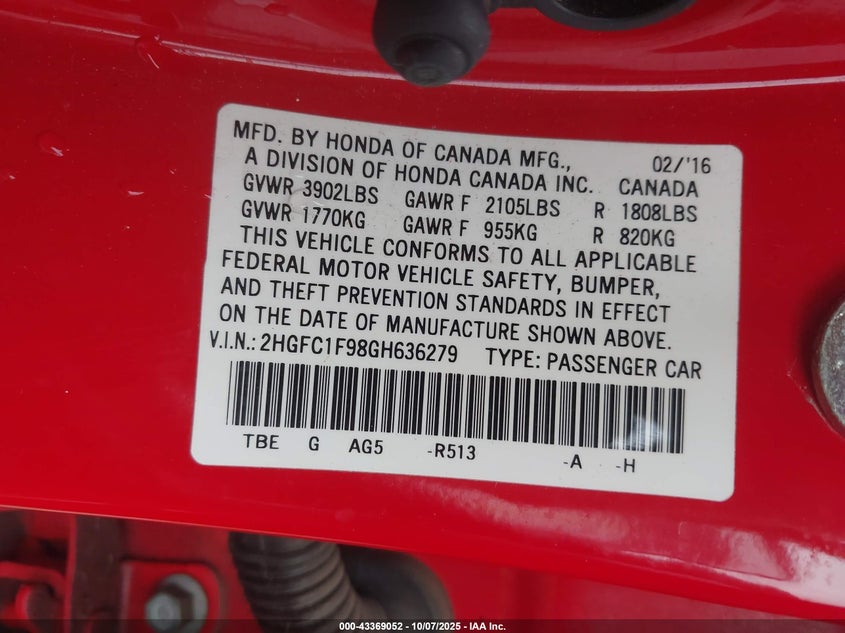 MFD. BY HONDA OF CANADA MFG., 02/'16
A DIVISION OF HONDA CANADA INC. CANADA
GVWR 3902LBS GAWR F 2105LBS R 1808LBS
GVWR 1770KG GAWR F 955KG R 820KG
THIS VEHICLE CONFORMS TO ALL APPLICABLE
FEDERAL MOTOR VEHICLE SAFETY, BUMPER,
AND THEFT PREVENTION STANDARDS IN EFFECT
ON THE DATE OF MANUFACTURE SHOWN ABOVE.
V.I.N.: 2HGFC1F98GH636279 TYPE: PASSENGER CAR
TBE G AG5 -R513 -A -H
000-43369052 - 10/07/2025 - IAA Inc.